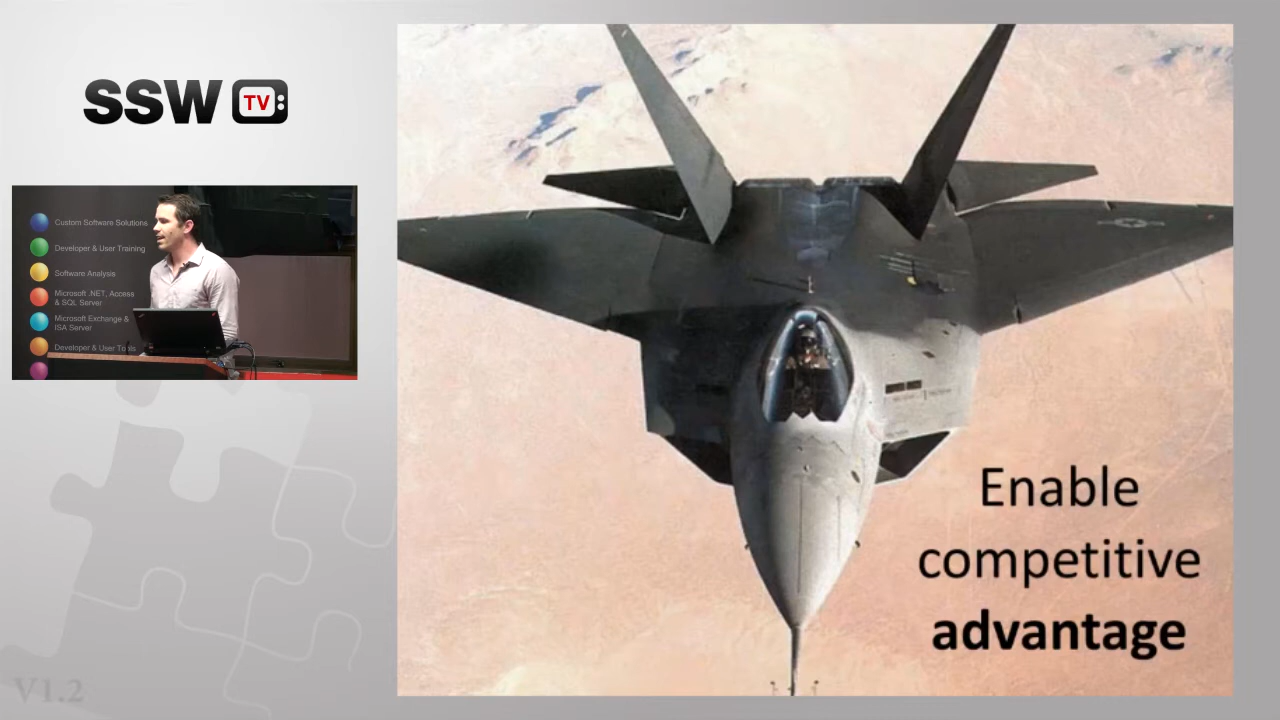 SSW TV
Custom Software Solutions
Developer & User Training
Software Analysis
Microsoft .NET, Access
& SQL Server
Microsoft Exchange &
ISA Server
Developer & User Tools
Enable
competitive
advantage
V1.2